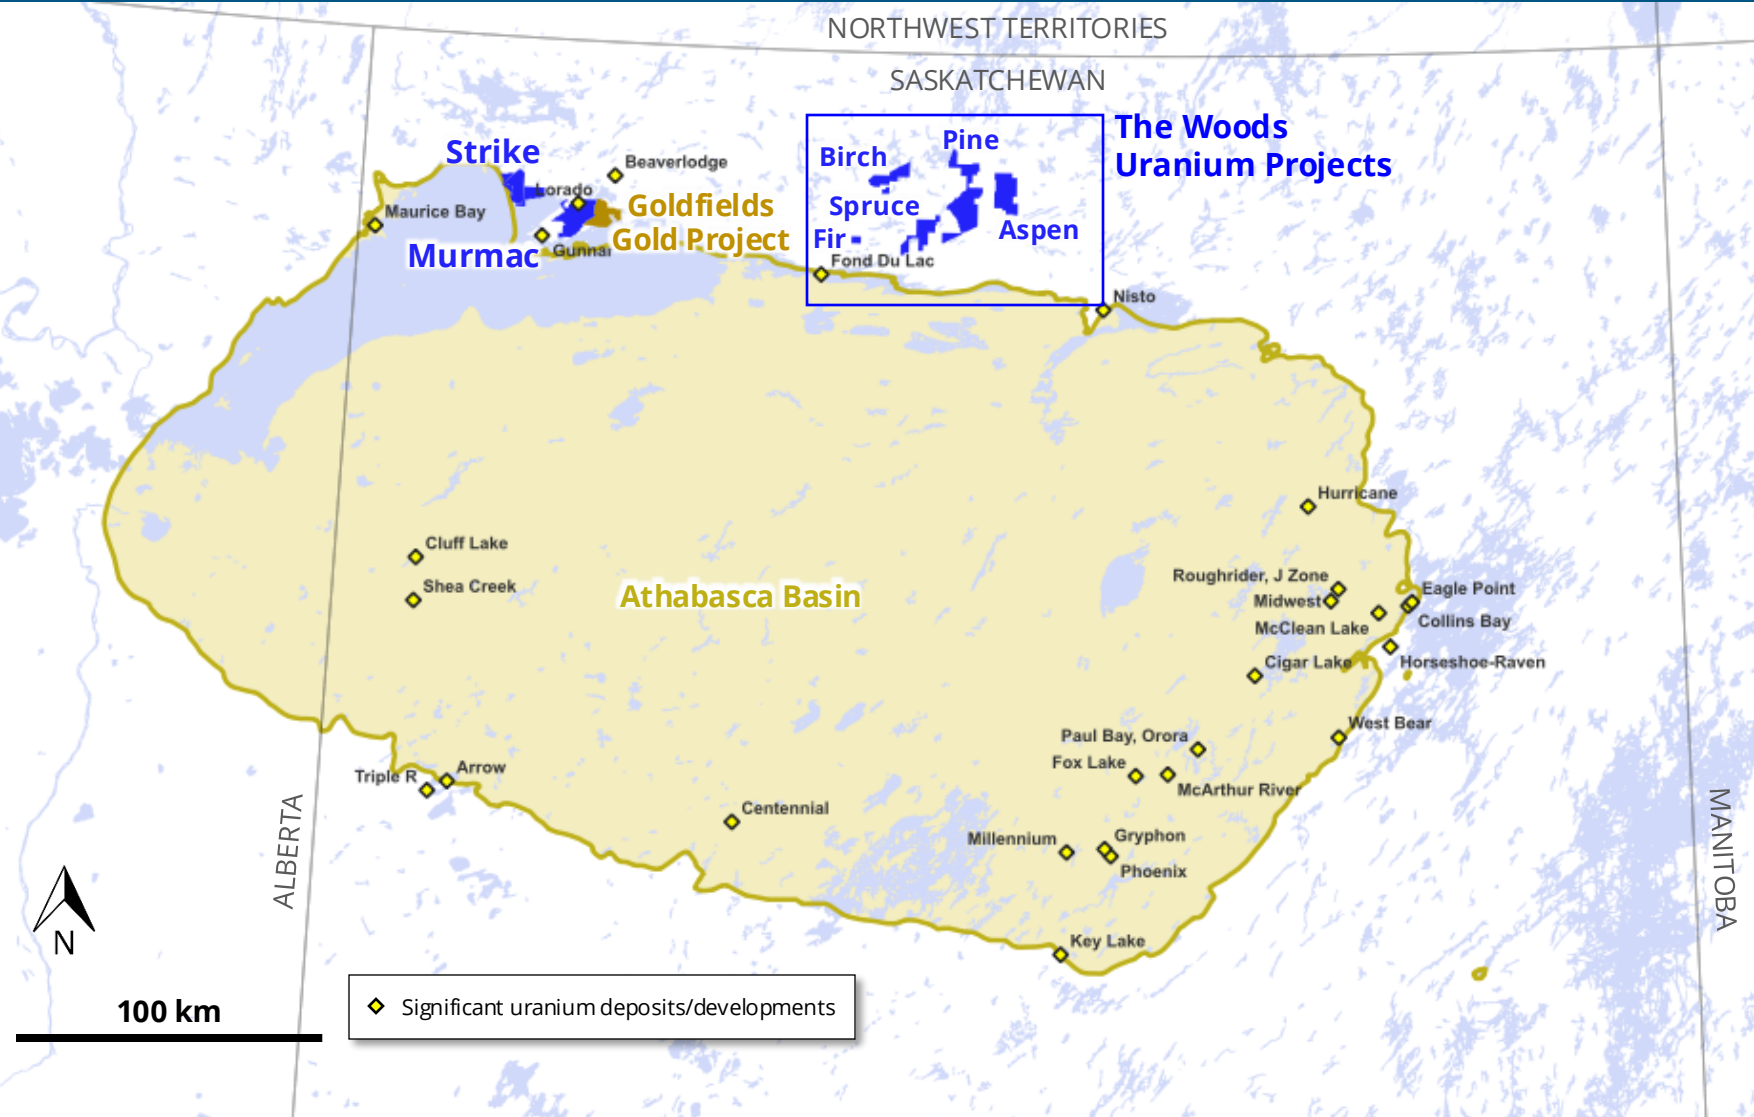 NORTHWEST TERRITORIES
SASKATCHEWAN
The Woods
Uranium Projects
Pine
Birch
Strike
Beaverlodge
Lorado
Spruce
Goldfields
Gold Project
Maurice Bay
Aspen
Fir
Murmac
Gunnar
Fond Du Lac
Nisto
Hurricane
Cluff Lake
Shea Creek
Athabasca Basin
Roughrider, J Zone
Eagle Point
Midwest
Collins Bay
McClean Lake
Cigar Lake
Horseshoe-Raven
West Bear
Paul Bay, Orora
Fox Lake
McArthur River
Triple R
Arrow
Centennial
Millennium
Gryphon
Phoenix
ALBERTA
MANITOBA
N
Key Lake
100 km
Significant uranium deposits/developments